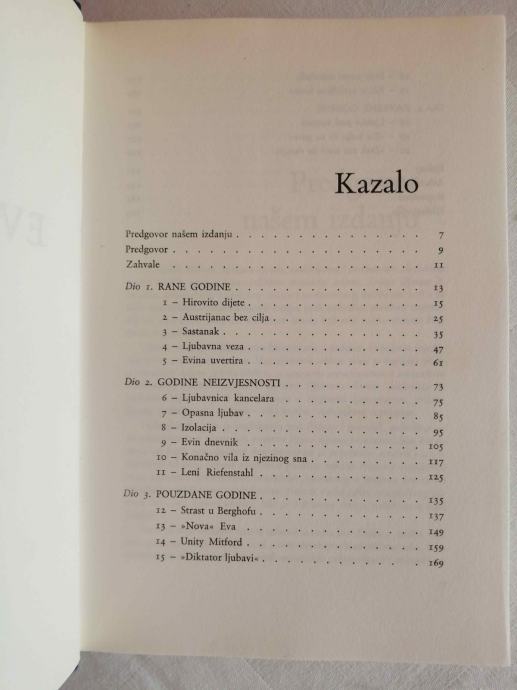 Kazalo
Predgovor našem izdanju . . . . . . . . . . . . . . 7
Predgovor . . . . . . . . . . . . . . . . . . 9
Zahvale . . . . . . . . . . . . . . . . . . 11
Dio 1. RANE GODINE . . . . . . . . . . . . . . 13
1 – Hirovito dijete . . . . . . . . . . . . . . 15
2 – Austrijanac bez cilja . . . . . . . . . . . . 25
3 – Sastanak . . . . . . . . . . . . . . . . 35
4 – Ljubavna veza . . . . . . . . . . . . . . 47
5 – Evina uvertira . . . . . . . . . . . . . . 61
Dio 2. GODINE NEIZVJESNOSTI . . . . . . . . . . . 73
6 – Ljubavnica kancelara . . . . . . . . . . . . 75
7 – Opasna ljubav . . . . . . . . . . . . . . 85
8 – Izolacija . . . . . . . . . . . . . . . . 95
9 – Evin dnevnik . . . . . . . . . . . . . . 105
10 – Konačno vila iz njezinog sna . . . . . . . . . 117
11 – Leni Riefenstahl . . . . . . . . . . . . . 125
Dio 3. POUZDANE GODINE . . . . . . . . . . . . . 135
12 – Strast u Berghofu . . . . . . . . . . . . . 137
13 – »Nova« Eva . . . . . . . . . . . . . . 149
14 – Unity Mitford . . . . . . . . . . . . . . 159
15 – »Diktator ljubavi« . . . . . . . . . . . . . 169